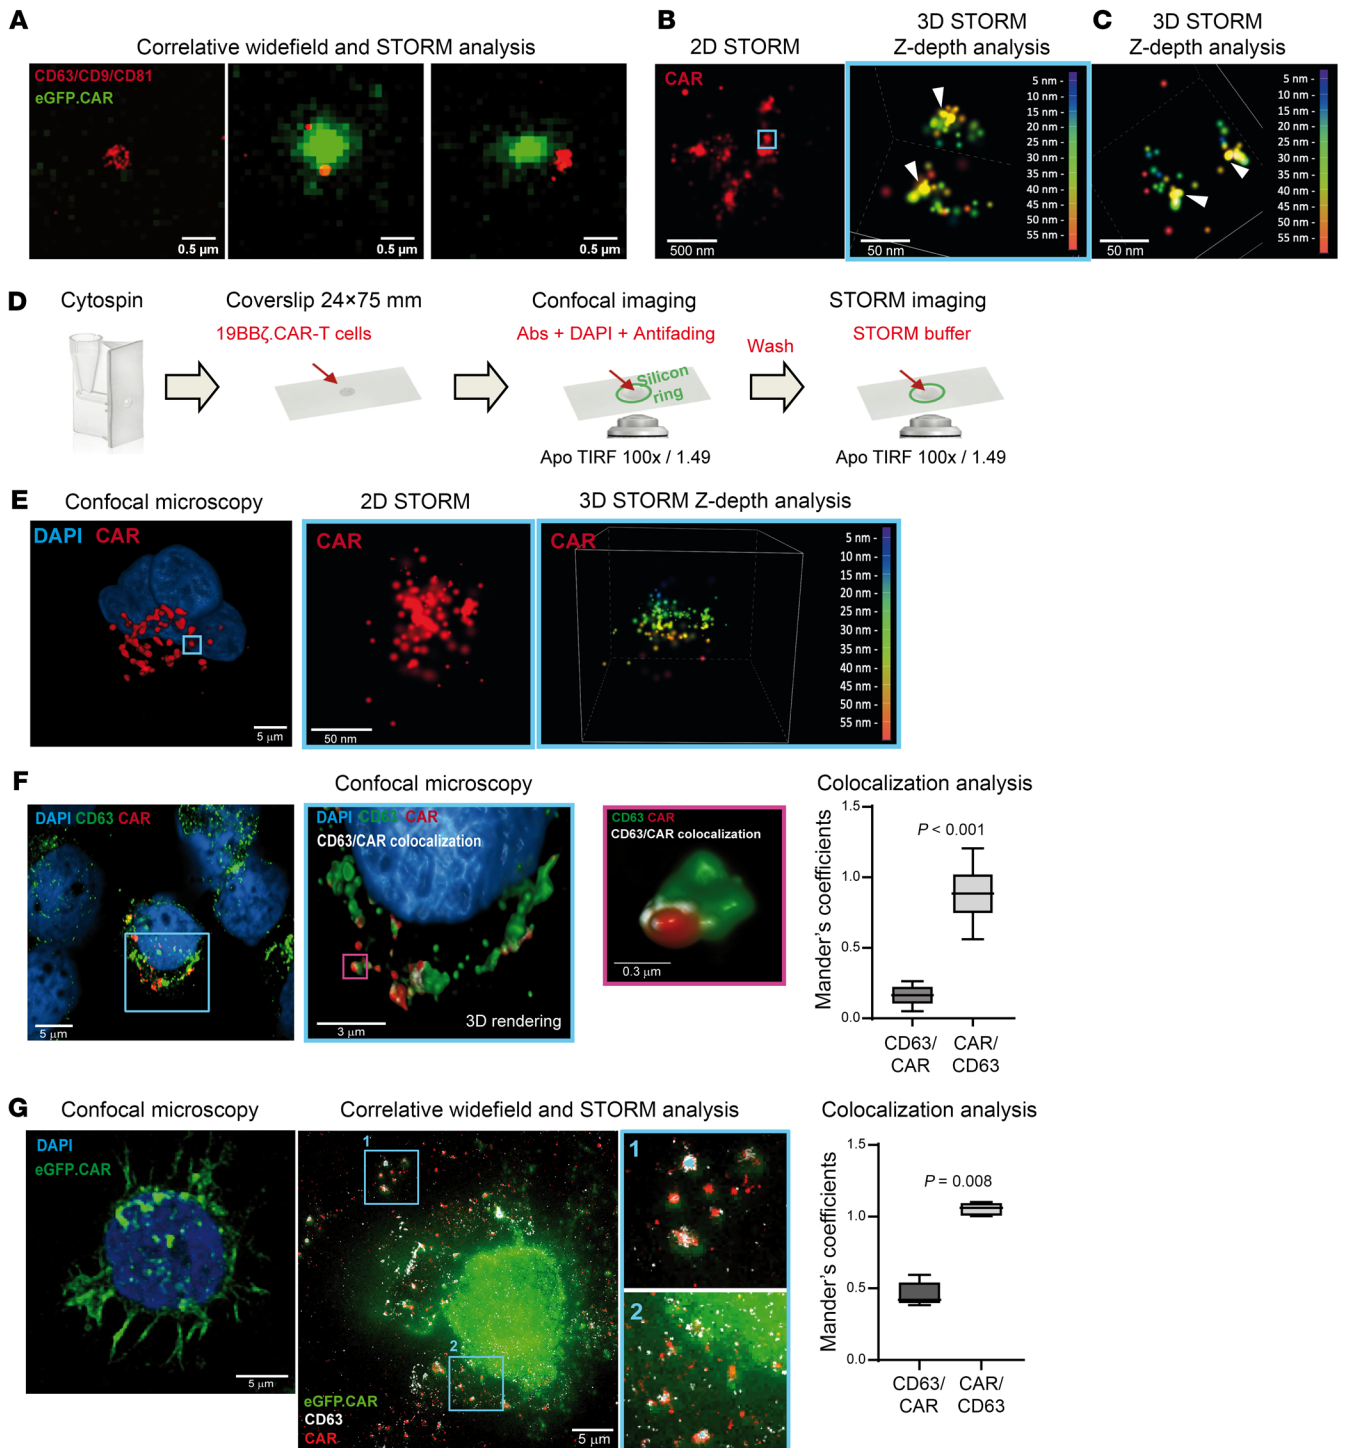 A
Correlative widefield and STORM analysis
CD63/CD9/CD81
eGFP.CAR
0.5 µm
0.5 µm
0.5 µm
B
2D STORM
CAR
500 nm
3D STORM
Z-depth analysis
5 nm -
10 nm -
15 nm -
20 nm -
25 nm -
30 nm -
35 nm -
40 nm -
45 nm -
50 nm -
55 nm -
50 nm
C
3D STORM
Z-depth analysis
5 nm -
10 nm -
15 nm -
20 nm -
25 nm -
30 nm -
35 nm -
40 nm -
45 nm -
50 nm -
55 nm -
50 nm
D
Cytospin
Coverslip 24×75 mm
19BBζ.CAR-T cells
Confocal imaging
Abs + DAPI + Antifading
Silicon
ring
Apo TIRF 100x / 1.49
Wash
STORM imaging
STORM buffer
Apo TIRF 100x / 1.49
E
Confocal microscopy
DAPI CAR
5 µm
2D STORM
CAR
50 nm
3D STORM Z-depth analysis
CAR
5 nm -
10 nm -
15 nm -
20 nm -
25 nm -
30 nm -
35 nm -
40 nm -
45 nm -
50 nm -
55 nm -
F
Confocal microscopy
DAPI CD63 CAR
5 µm
DAPI CD63 CAR
CD63/CAR colocalization
3 µm
3D rendering
CD63 CAR
CD63/CAR colocalization
0.3 µm
Colocalization analysis
Mander's coefficients
1.5
1.0
0.5
0.0
P < 0.001
CD63/
CAR
CAR/
CD63
G
Confocal microscopy
DAPI
eGFP.CAR
5 µm
Correlative widefield and STORM analysis
1
2
eGFP.CAR
CD63
CAR
5 µm
1
2
Colocalization analysis
Mander's coefficients
1.5
1.0
0.5
0.0
P = 0.008
CD63/
CAR
CAR/
CD63